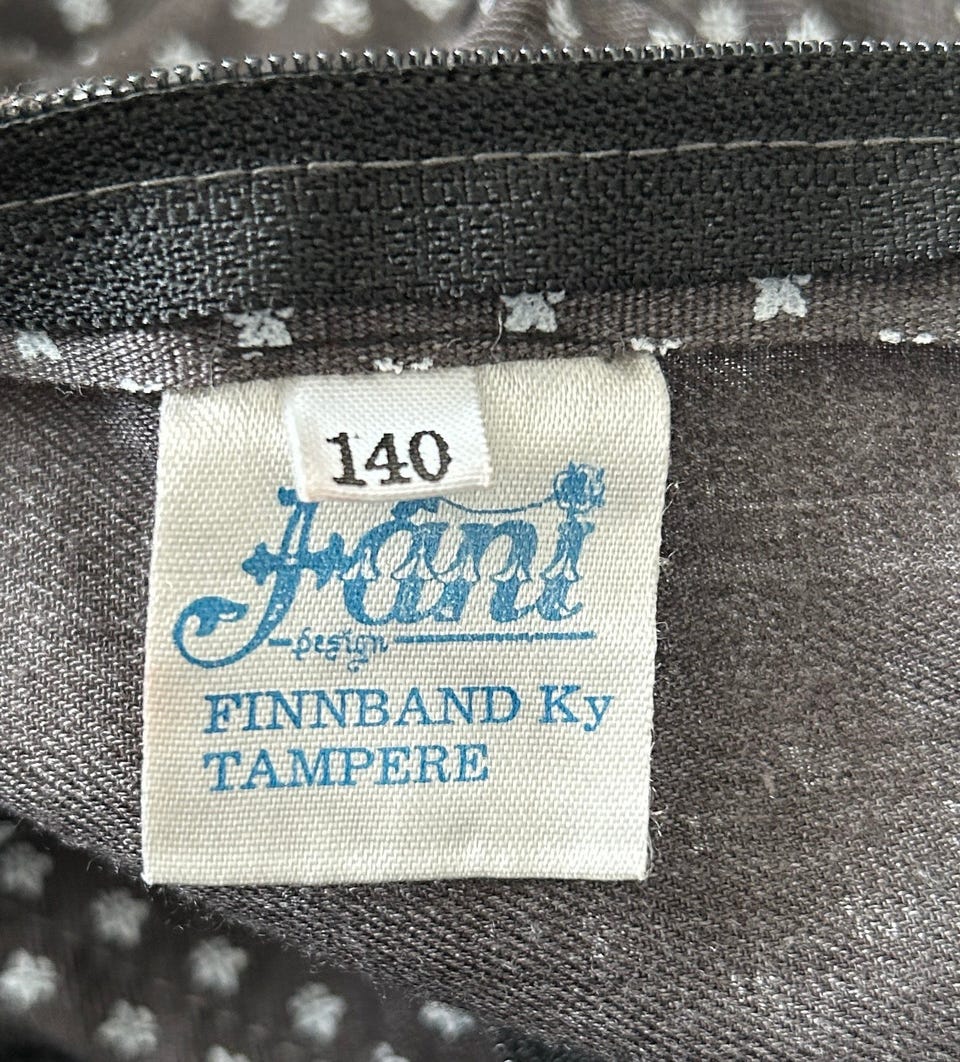 140
Fani
design
FINNBAND Ky
TAMPERE